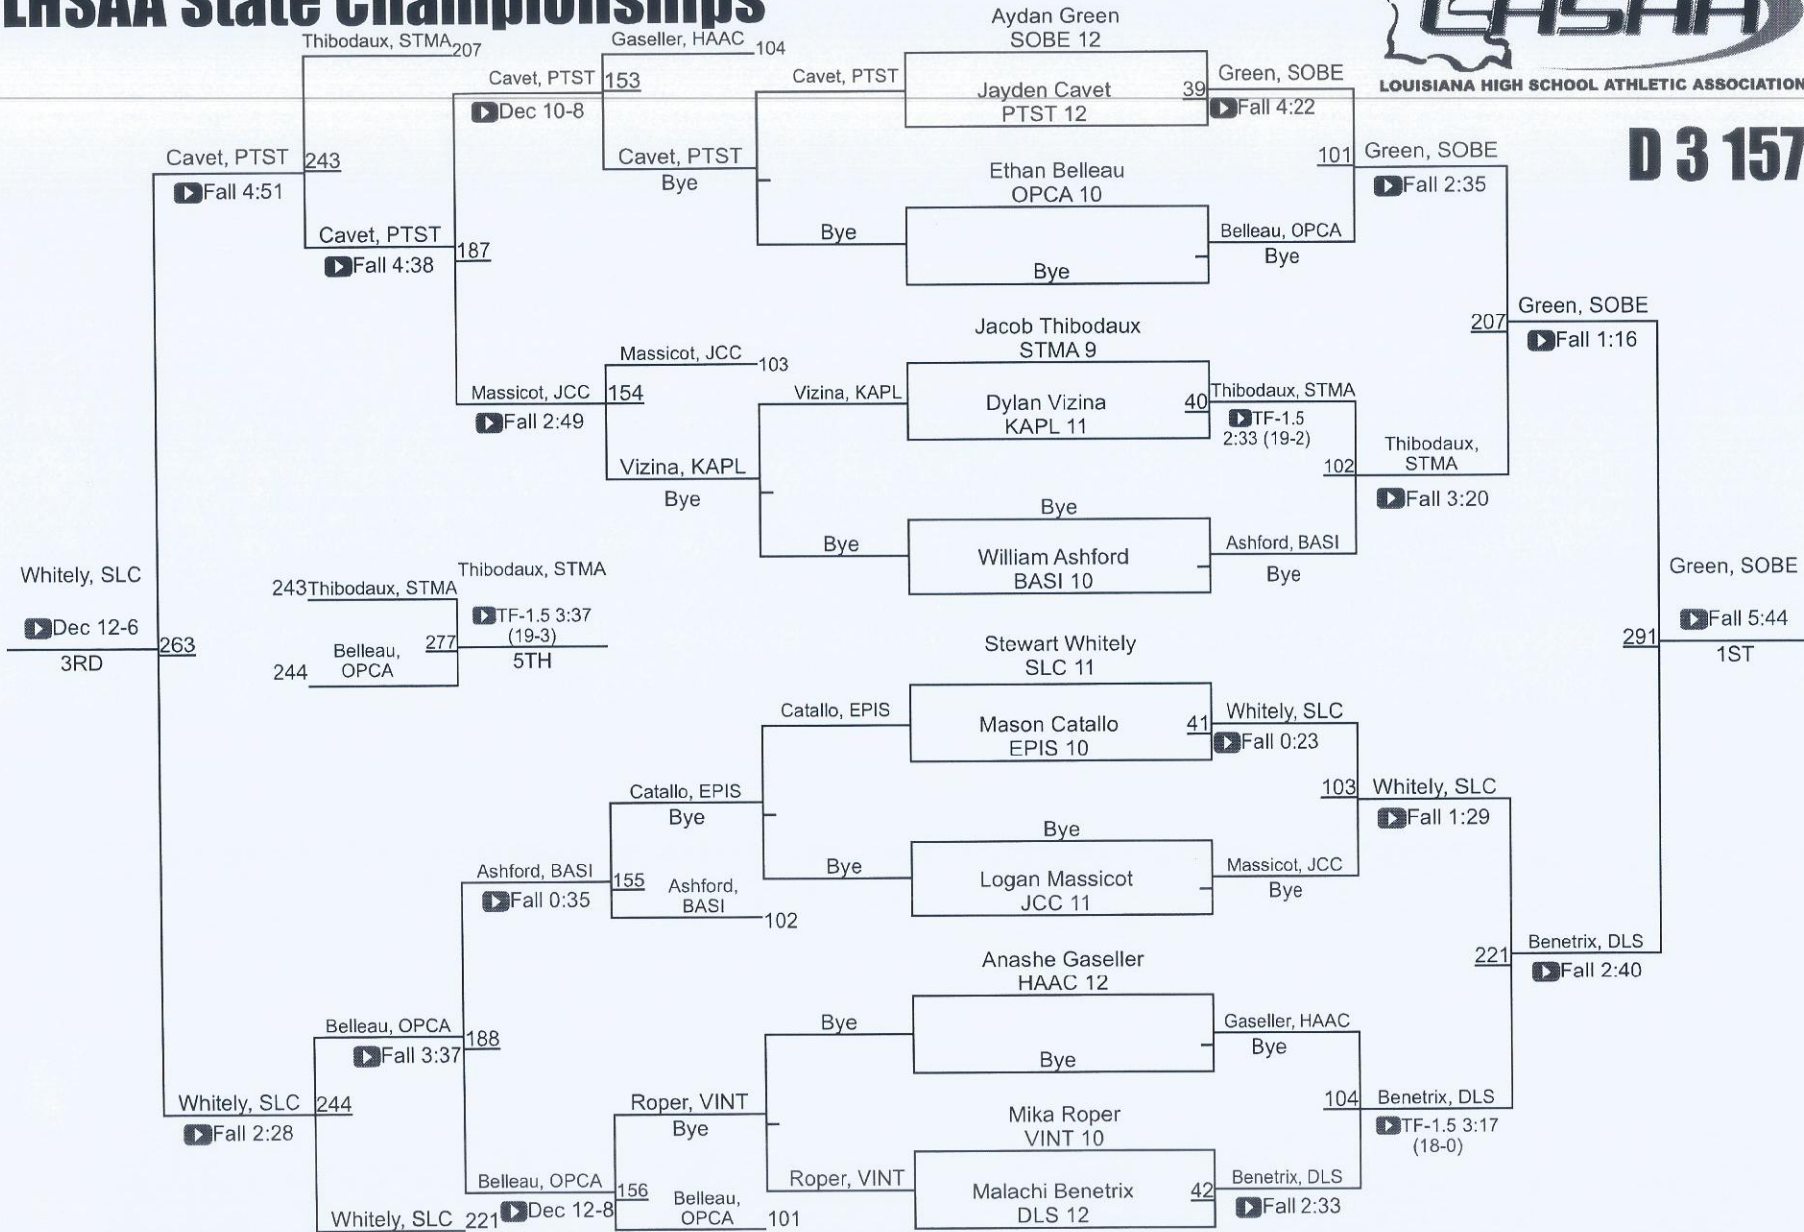 LHSAA State Championships
LHSAA
LOUISIANA HIGH SCHOOL ATHLETIC ASSOCIATION
D 3 157
Aydan Green
SOBE 12
Jayden Cavet
PTST 12
39
Ethan Belleau
OPCA 10
Bye
Jacob Thibodaux
STMA 9
Dylan Vizina
KAPL 11
40
Bye
William Ashford
BASI 10
Stewart Whitely
SLC 11
Mason Catallo
EPIS 10
41
Bye
Logan Massicot
JCC 11
Anashe Gaseller
HAAC 12
Bye
Mika Roper
VINT 10
Malachi Benetrix
DLS 12
42
Green, SOBE
Fall 4:22
Belleau, OPCA
Bye
Thibodaux, STMA
TF-1.5
2:33 (19-2)
Ashford, BASI
Bye
Whitely, SLC
Fall 0:23
Massicot, JCC
Bye
Gaseller, HAAC
Bye
Benetrix, DLS
Fall 2:33
101
Green, SOBE
Fall 2:35
102
Thibodaux,
STMA
Fall 3:20
103
Whitely, SLC
Fall 1:29
104
Benetrix, DLS
TF-1.5 3:17
(18-0)
207
Green, SOBE
Fall 1:16
221
Benetrix, DLS
Fall 2:40
291
Green, SOBE
Fall 5:44
1ST
Cavet, PTST
Bye
Vizina, KAPL
Bye
Catallo, EPIS
Bye
Bye
Roper, VINT
Gaseller, HAAC
104
Cavet, PTST
Bye
Massicot, JCC
103
Vizina, KAPL
Bye
Catallo, EPIS
Bye
Ashford,
BASI
102
Roper, VINT
Bye
Belleau,
OPCA
101
Cavet, PTST
153
Dec 10-8
Massicot, JCC
154
Fall 2:49
Ashford, BASI
155
Fall 0:35
Belleau, OPCA
156
Dec 12-8
Thibodaux, STMA
207
Cavet, PTST
187
Fall 4:38
Belleau, OPCA
188
Fall 3:37
Whitely, SLC
221
Cavet, PTST
243
Fall 4:51
Whitely, SLC
244
Fall 2:28
Whitely, SLC
Dec 12-6
263
3RD
243
Thibodaux, STMA
244
Belleau,
OPCA
277
Thibodaux, STMA
TF-1.5 3:37
(19-3)
5TH